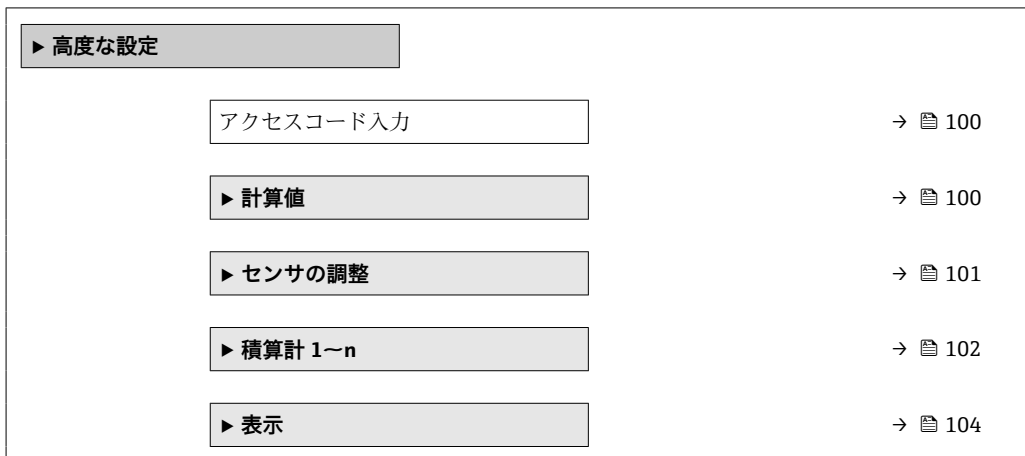 ▶ 高度な設定
アクセスコード入力 → 100
▶ 計算値 → 100
▶ センサの調整 → 101
▶ 積算計 1～n → 102
▶ 表示 → 104